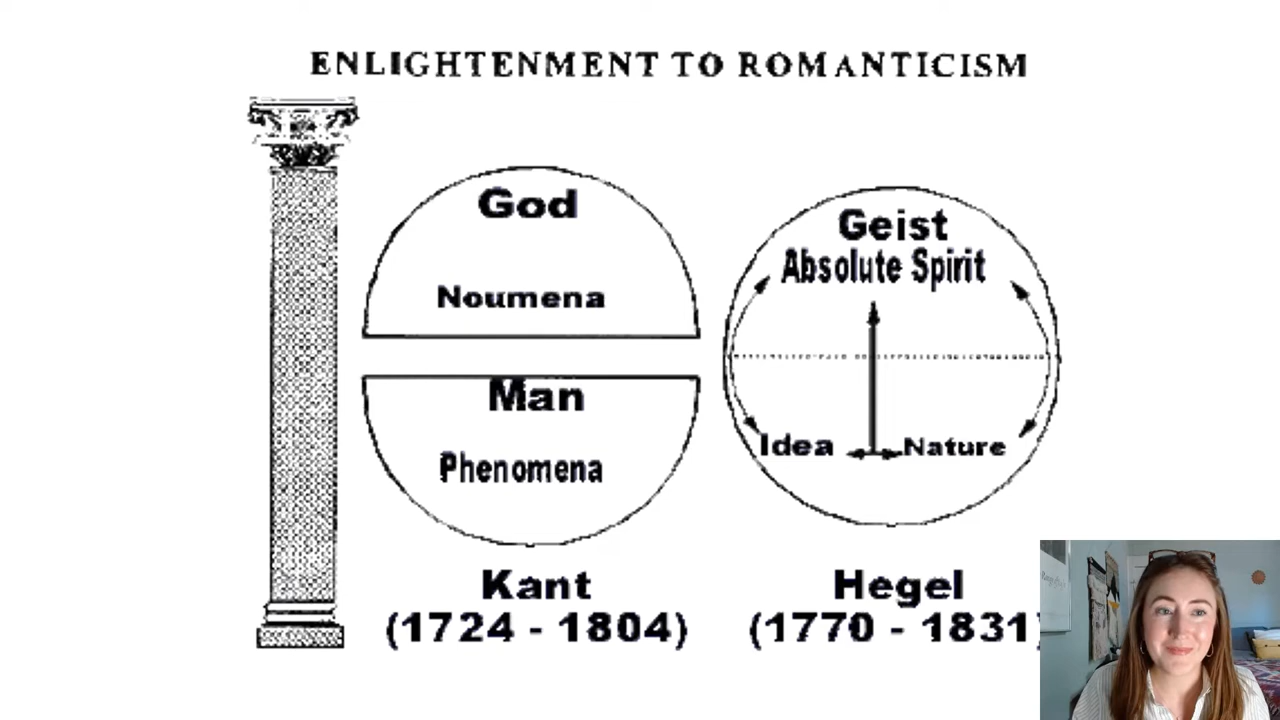 ENLIGHTENMENT TO ROMANTICISM
God
Noumena
Man
Phenomena
Kant
(1724 - 1804)
Geist
Absolute Spirit
Idea
Nature
Hegel
(1770 - 1831)